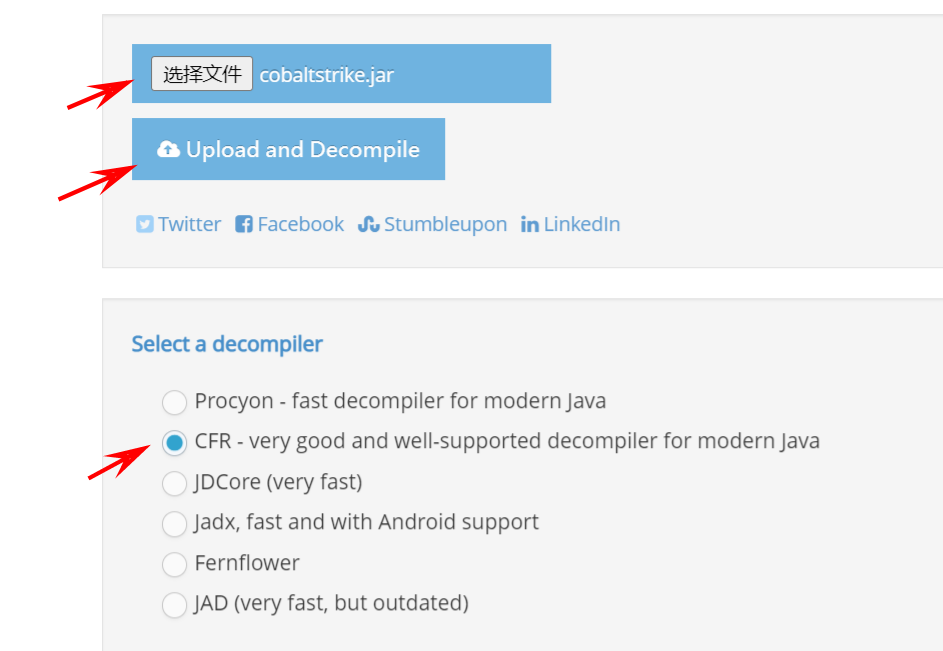 选择文件 cobaltstrike.jar
Upload and Decompile
Twitter Facebook Stumbleupon LinkedIn
Select a decompiler
Procyon - fast decompiler for modern Java
CFR - very good and well-supported decompiler for modern Java
JDCore (very fast)
Jadx, fast and with Android support
Fernflower
JAD (very fast, but outdated)